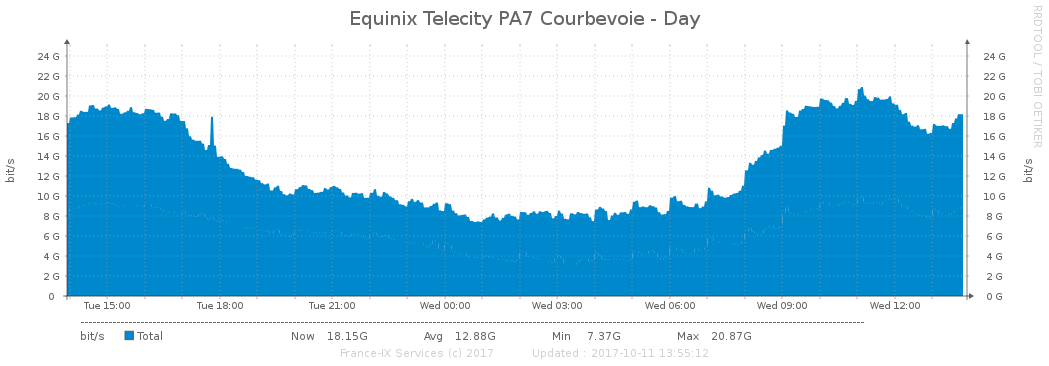 Equinix Telecity PA7 Courbevoie - Day
RRDTOOL / TOBI OETIKER
bit/s
24 G 24 G
22 G 22 G
20 G 20 G
18 G 18 G
16 G 16 G
14 G 14 G
12 G 12 G
10 G 10 G
8 G 8 G
6 G 6 G
4 G 4 G
2 G 2 G
0 0 G
bit/s
Tue 15:00 Tue 18:00 Tue 21:00 Wed 00:00 Wed 03:00 Wed 06:00 Wed 09:00 Wed 12:00
bit/s Total Now 18.15G Avg 12.88G Min 7.37G Max 20.87G
France-IX Services (c) 2017 Updated : 2017-10-11 13:55:12